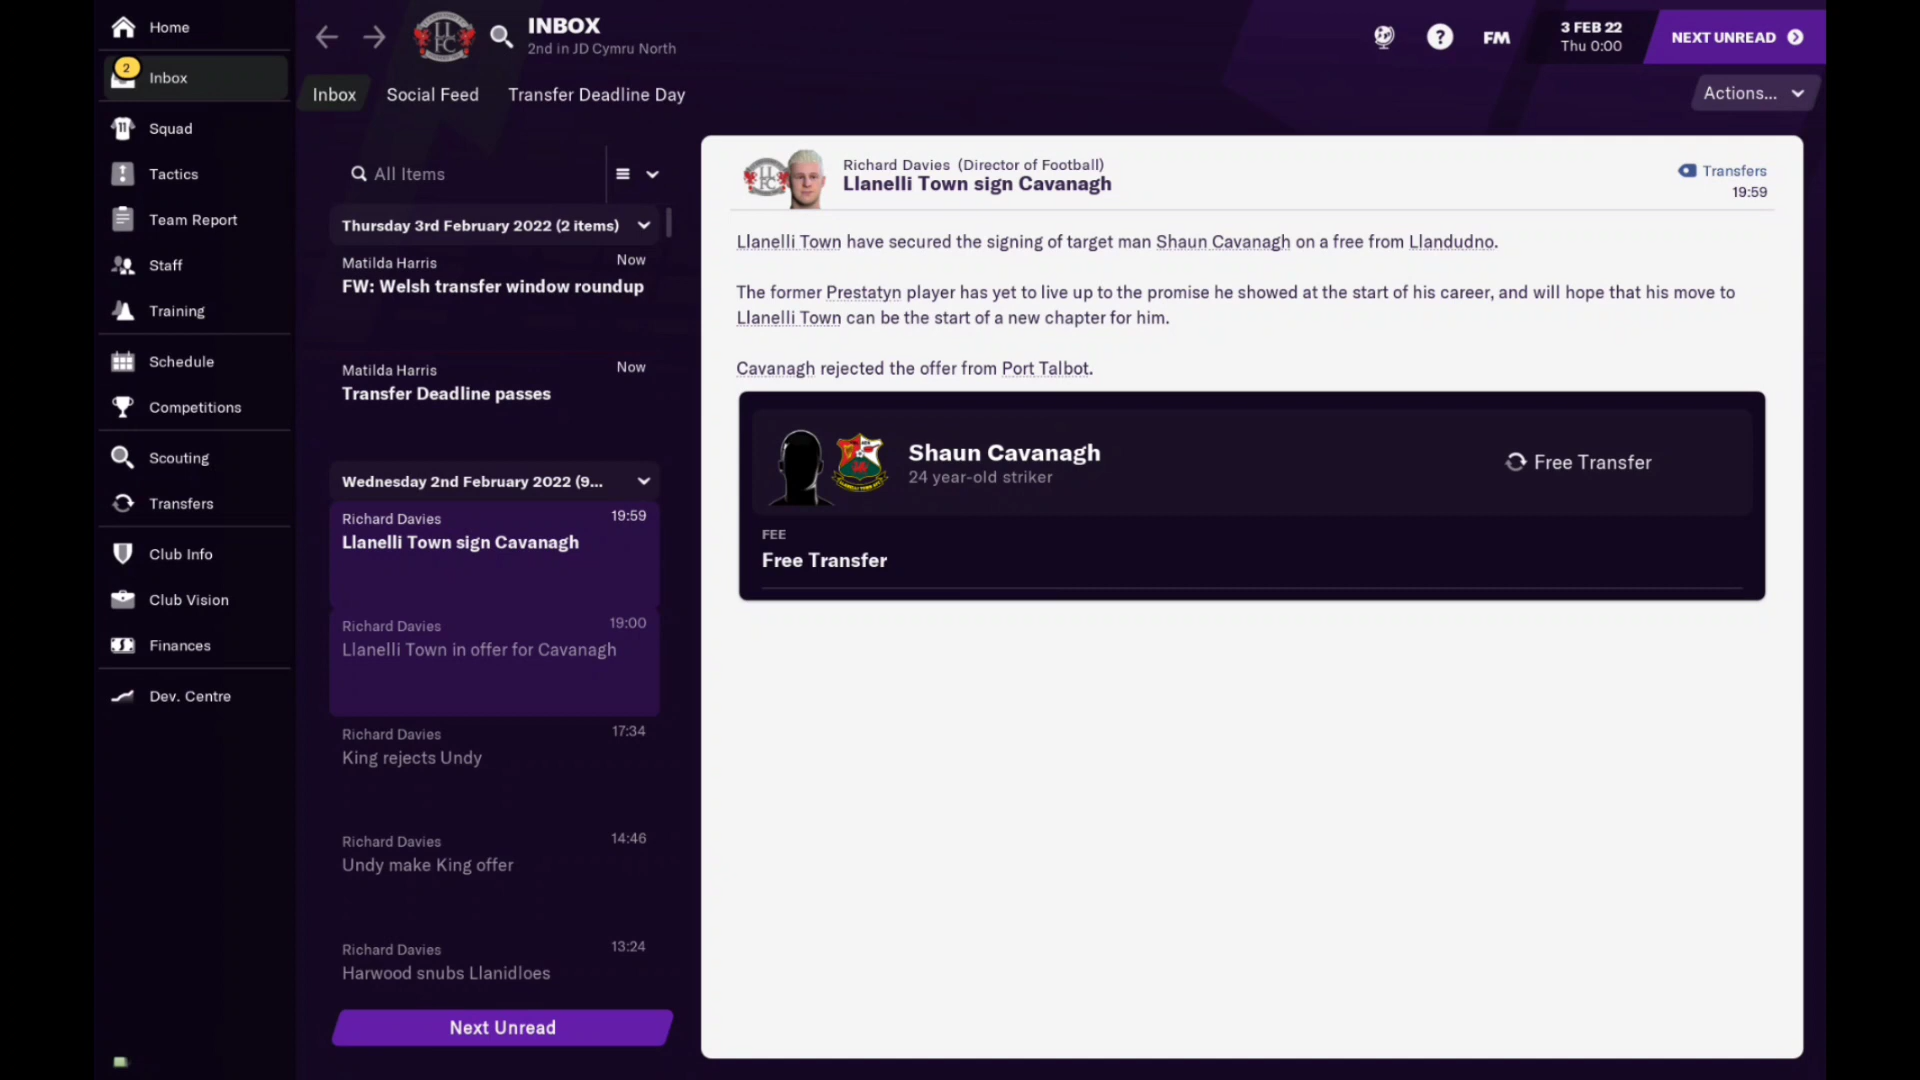 Home
2
Inbox
Squad
Tactics
Team Report
Staff
Training
Schedule
Competitions
Scouting
Transfers
Club Info
Club Vision
Finances
Dev. Centre
INBOX
2nd in JD Cymru North
?
FM
3 FEB 22
Thu 0:00
NEXT UNREAD
Inbox
Social Feed
Transfer Deadline Day
Actions...
All Items
Thursday 3rd February 2022 (2 items)
Matilda Harris
Now
FW: Welsh transfer window roundup
Matilda Harris
Now
Transfer Deadline passes
Wednesday 2nd February 2022 (9...
Richard Davies
19:59
Llanelli Town sign Cavanagh
Richard Davies
19:00
Llanelli Town in offer for Cavanagh
Richard Davies
17:34
King rejects Undy
Richard Davies
14:46
Undy make King offer
Richard Davies
13:24
Harwood snubs Llanidloes
Next Unread
Richard Davies (Director of Football)
Llanelli Town sign Cavanagh
Transfers
19:59
Llanelli Town have secured the signing of target man Shaun Cavanagh on a free from Llandudno.
The former Prestatyn player has yet to live up to the promise he showed at the start of his career, and will hope that his move to
Llanelli Town can be the start of a new chapter for him.
Cavanagh rejected the offer from Port Talbot.
Shaun Cavanagh
24 year-old striker
Free Transfer
FEE
Free Transfer